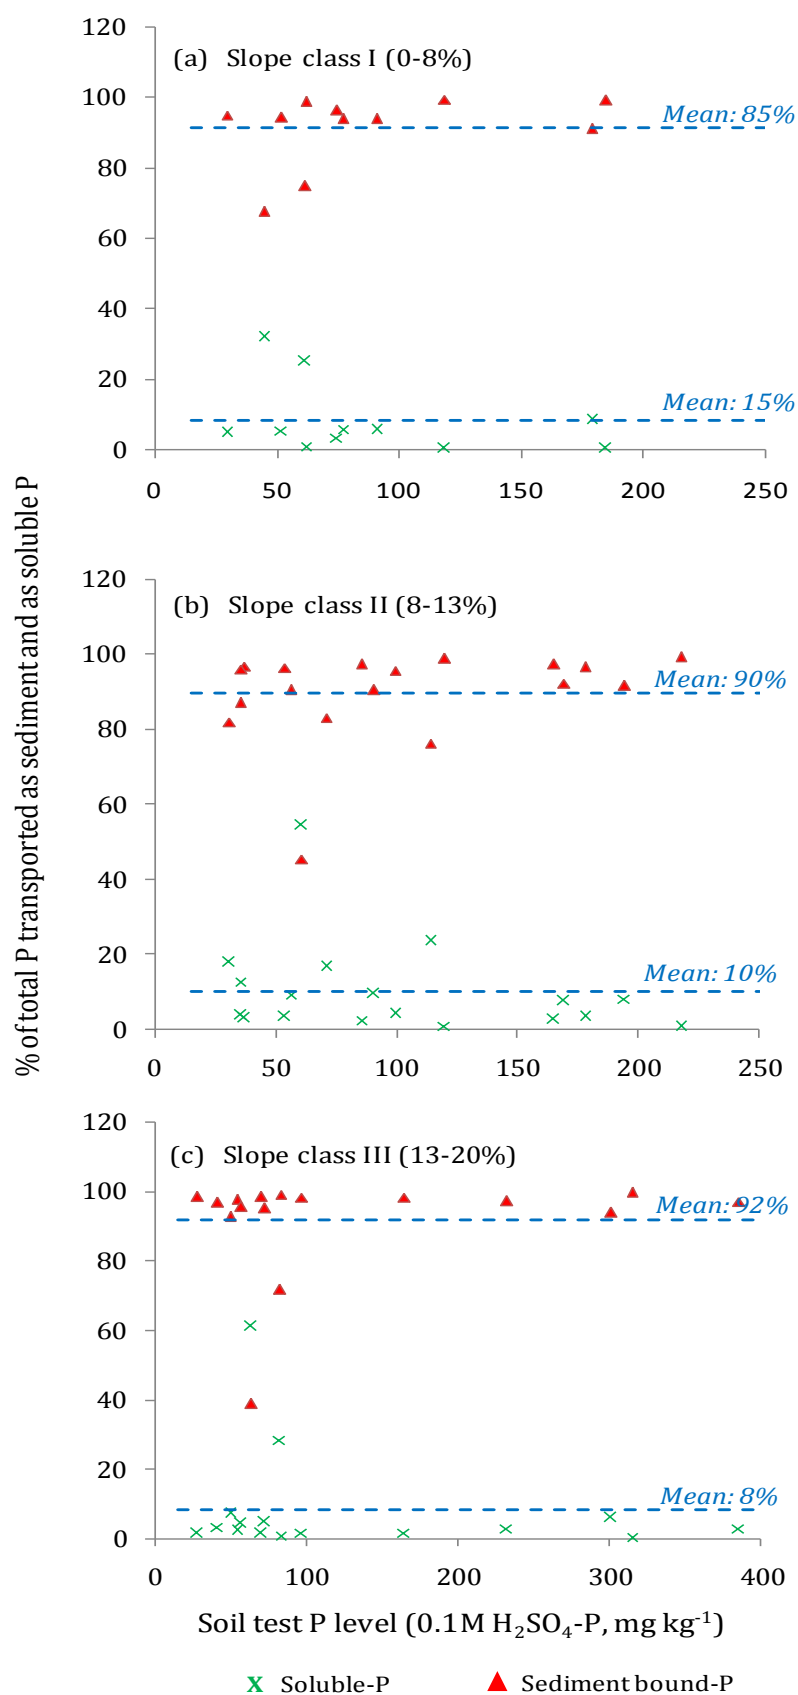 % of total P transported as sediment and as soluble P
120
(a) Slope class I (0-8%)
100
Mean: 85%
80
60
40
20
Mean: 15%
0
0 50 100 150 200 250
120
(b) Slope class II (8-13%)
100
Mean: 90%
80
60
40
20
Mean: 10%
0
0 50 100 150 200 250
120
(c) Slope class III (13-20%)
100
Mean: 92%
80
60
40
20
Mean: 8%
0
0 100 200 300 400
Soil test P level (0.1M H₂SO₄-P, mg kg⁻¹)
Soluble-P Sediment bound-P